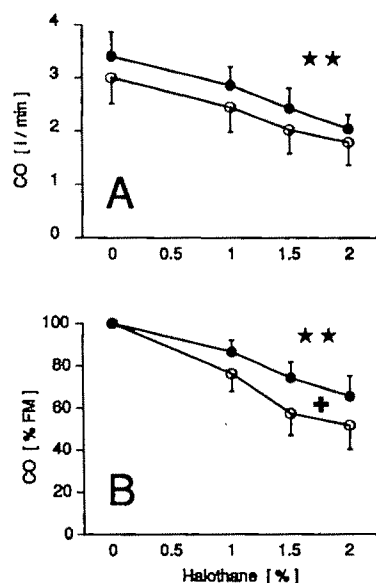 4
3
2
1
0
CO [ l / min ]
A
★ ★
0 0.5 1 1.5 2
100
80
60
40
20
0
CO [ % FM ]
B
★ ★
+
0 0.5 1 1.5 2
Halothane [ % ]